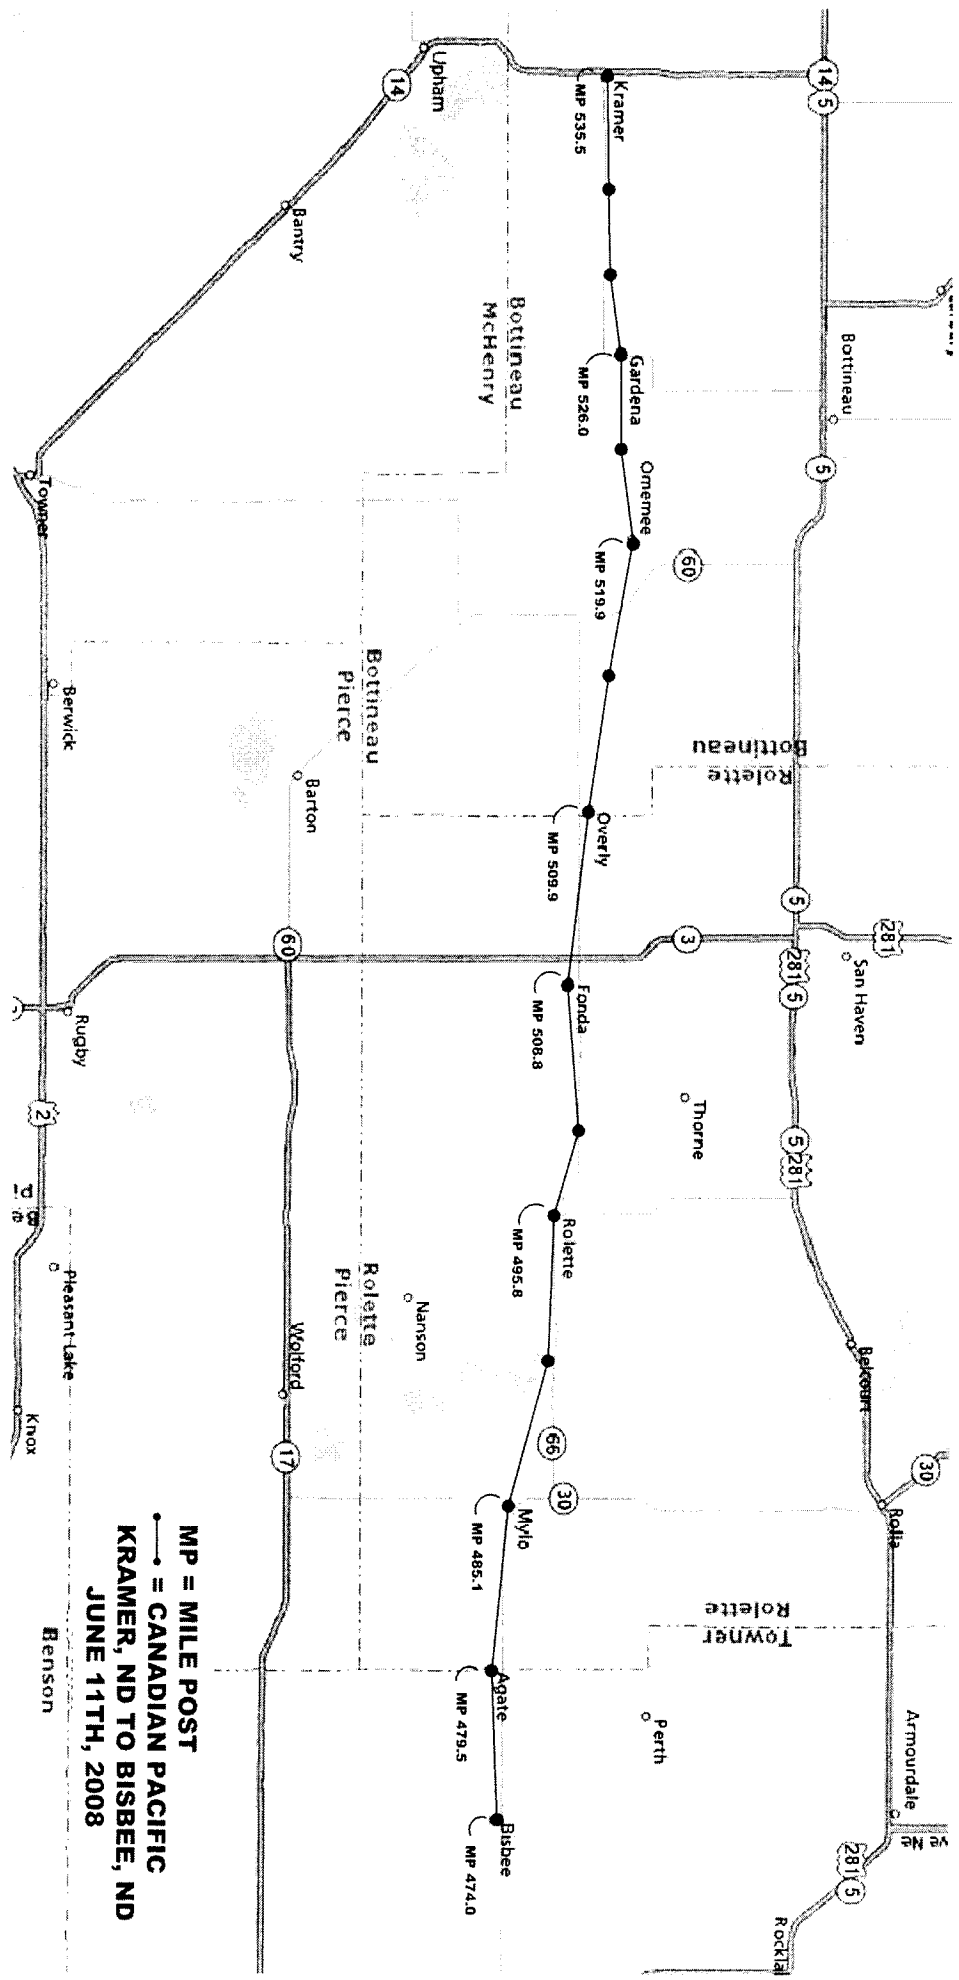 14
5
Upham
14
Kramer
MP 535.5
Bantry
Bottineau
McHenry
Gardena
MP 526.0
Bottineau
5
Towner
Omemee
MP 519.9
60
Bottineau
Pierce
Berwick
Barton
Bottineau
Rolette
Overly
MP 509.9
5
3
281
281
5
San Haven
60
Fonda
MP 508.8
Rugby
2
Thorne
5
281
Rolette
MP 495.8
Pleasant Lake
Rolette
Pierce
Nanson
Wolford
Belcourt
Knox
17
66
30
30
Rolla
Mylo
MP 485.1
Rolette
Towner
Benson
Agate
MP 479.5
Perth
Armourdale
Bisbee
MP 474.0
281
5
MP = MILE POST
= CANADIAN PACIFIC
KRAMER, ND TO BISBEE, ND
JUNE 11TH, 2008